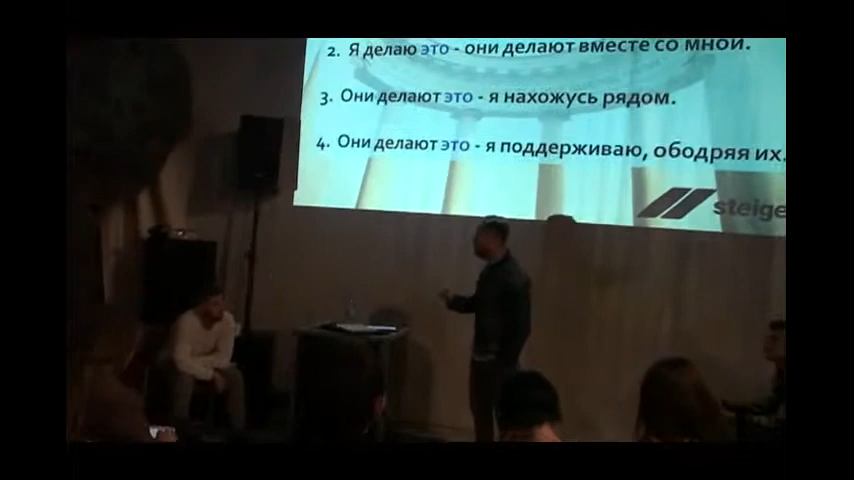 2. Я делаю это - они делают вместе со мной.
3. Они делают это - я нахожусь рядом.
4. Они делают это - я поддерживаю, ободряя их.
steige